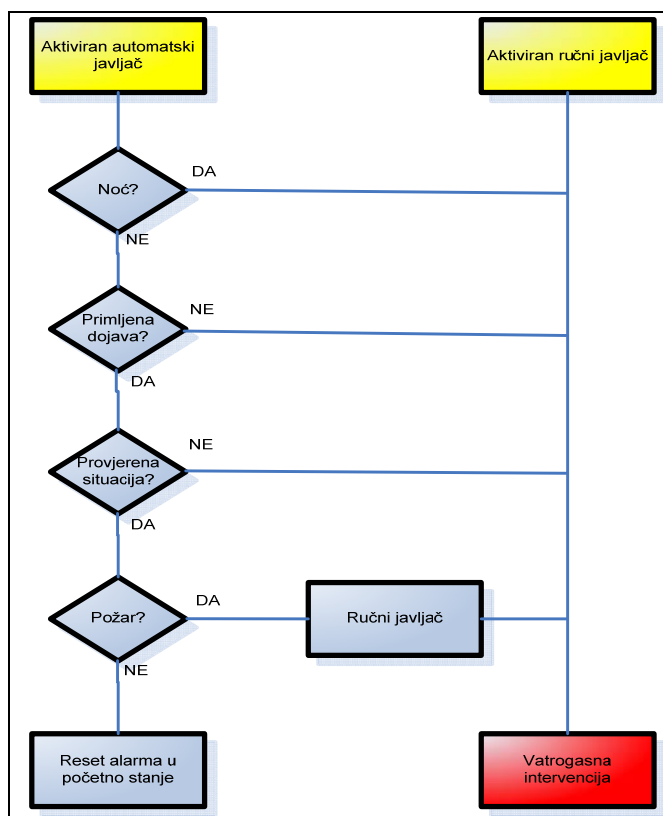 Aktiviran automatski
javljač
Aktiviran ručni javljač
Noć?
DA
NE
Primljena
dojava?
NE
DA
Provjerena
situacija?
NE
DA
Požar?
DA
Ručni javljač
NE
Reset alarma u
početno stanje
Vatrogasna
intervencija